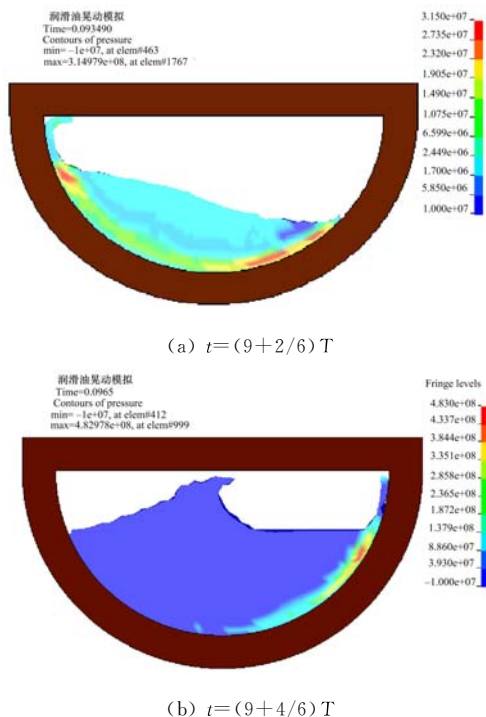 润滑油晃动模拟
Time=0.093490
Contours of pressure
min= −1e+07, at elem#463
max=3.14979e+08, at elem#1767
3.150e+07
2.735e+07
2.320e+07
1.905e+07
1.490e+07
1.075e+07
6.599e+06
2.449e+06
1.700e+06
5.850e+06
1.000e+07
(a) t=(9+2/6)T
润滑油晃动模拟
Time=0.0965
Contours of pressure
min= −1e+07, at elem#412
max=4.82978e+08, at elem#999
Fringe levels
4.830e+08
4.337e+08
3.844e+08
3.351e+08
2.858e+08
2.365e+08
1.872e+08
1.379e+08
8.860e+07
3.930e+07
−1.000e+07
(b) t=(9+4/6)T